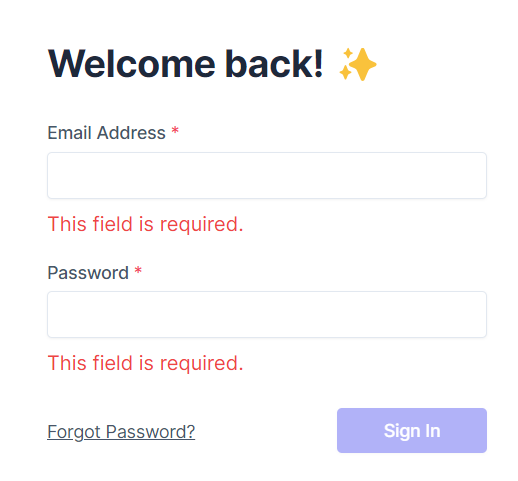 Welcome back! ✨
Email Address *
This field is required.
Password *
This field is required.
Forgot Password?
Sign In